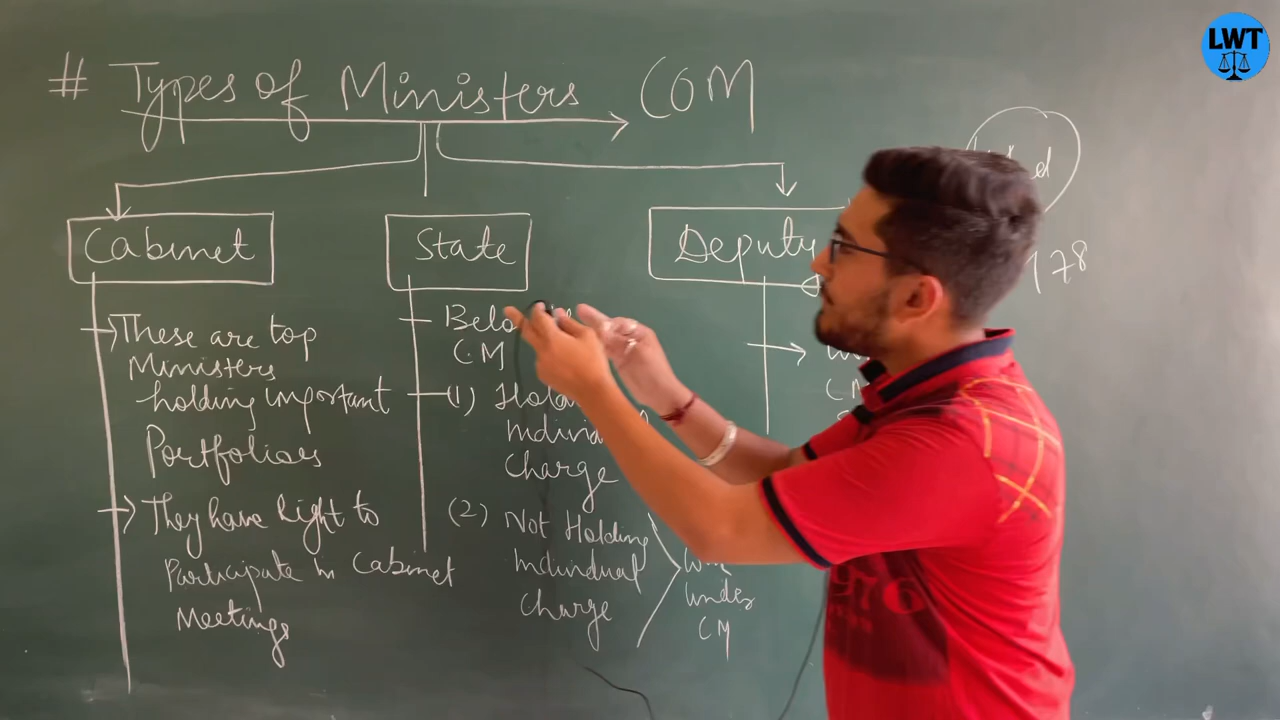 LWT
# Types of Ministers COM
Cabinet
These are top
Ministers
holding important
Portfolios
They have Right to
Participate in Cabinet
Meetings
State
CM
(1)
Charge
(2) Not Holding
Individual
Charge
under
CM
Deputy
178